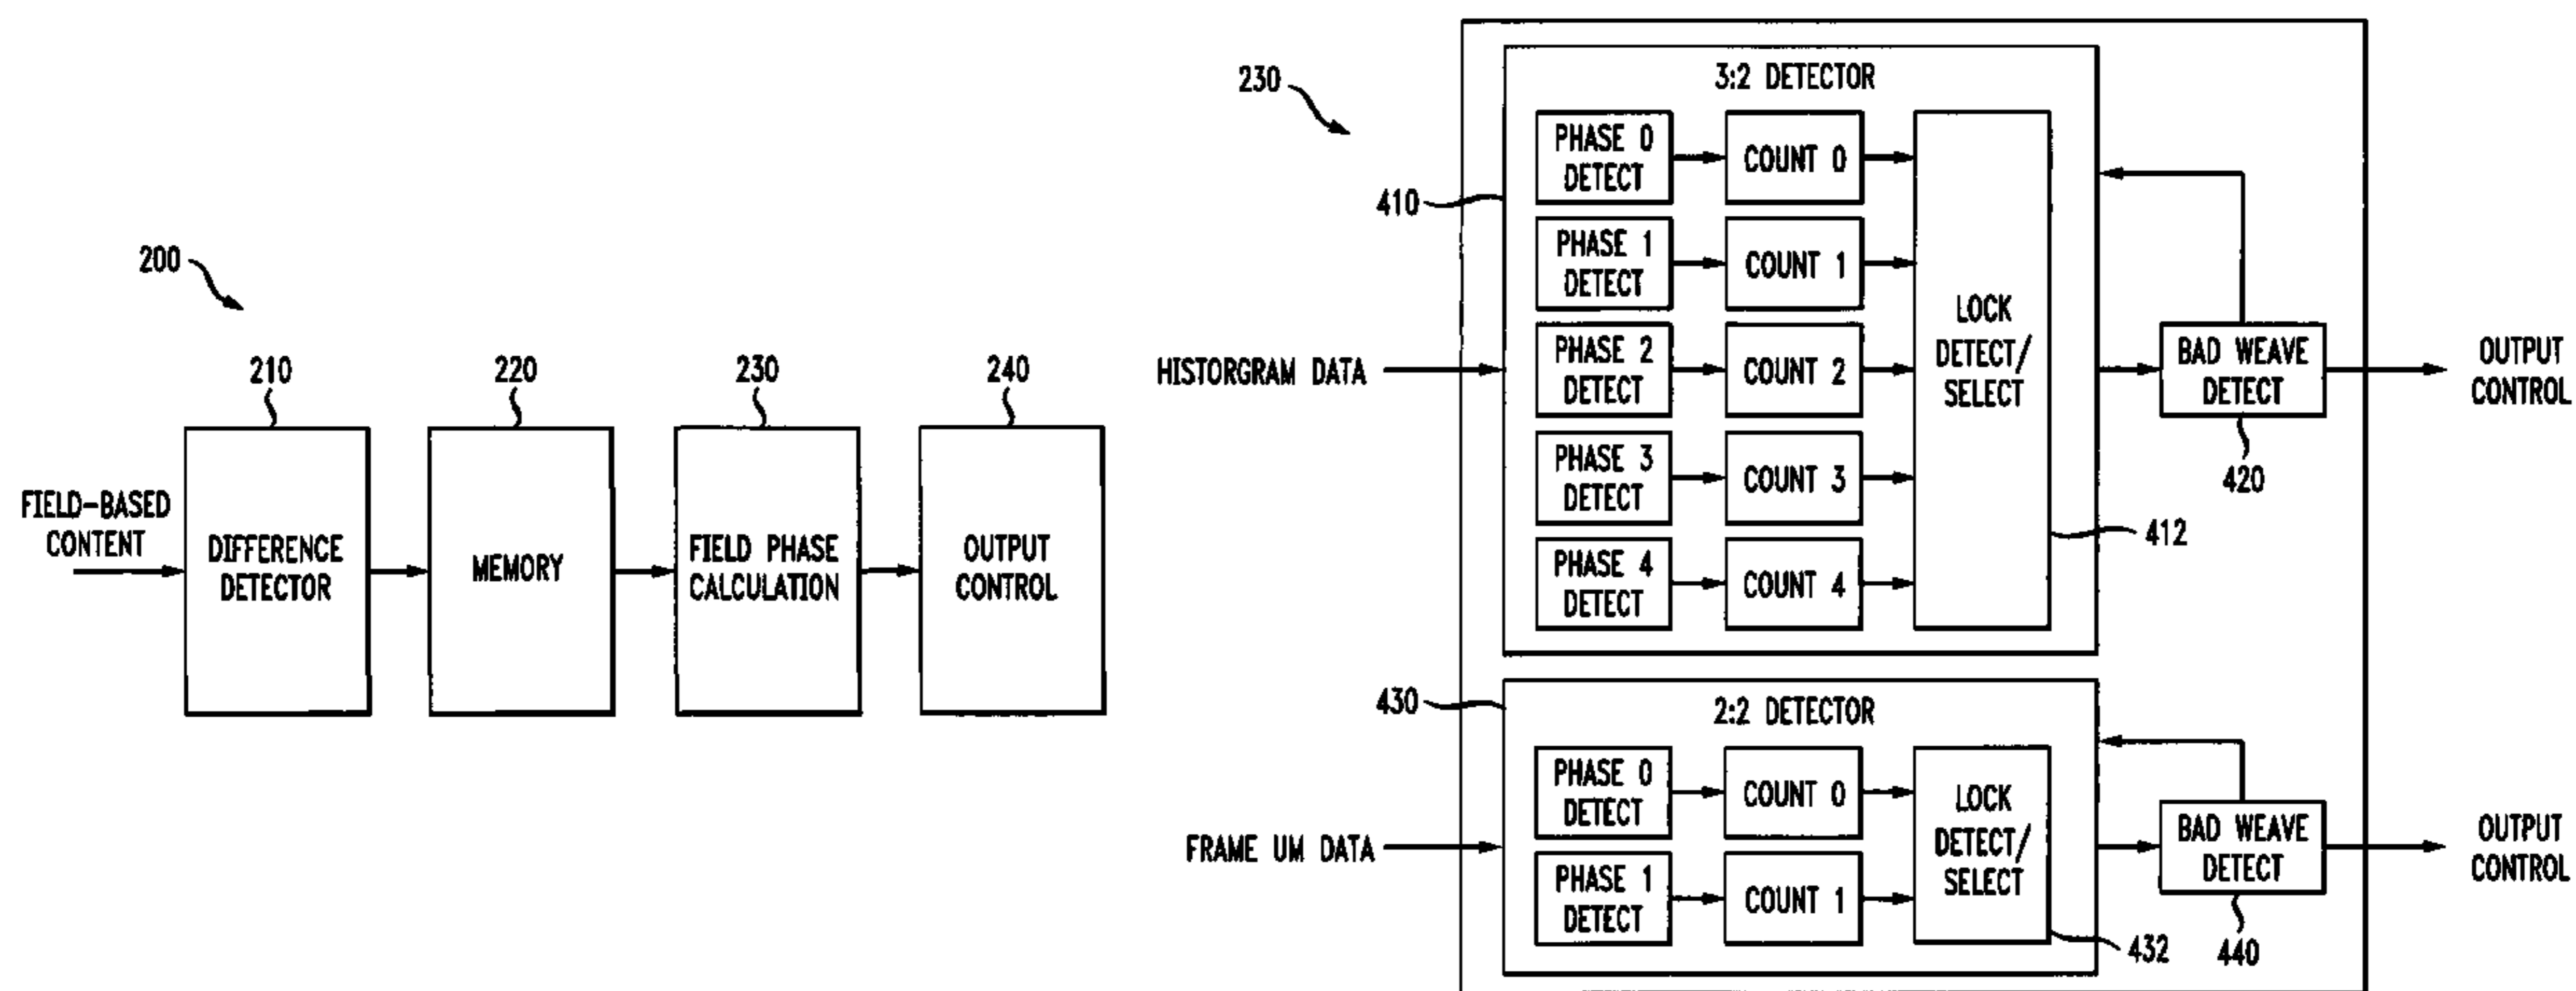 200
210
220
230
240
FIELD-BASED
CONTENT
DIFFERENCE
DETECTOR
MEMORY
FIELD PHASE
CALCULATION
OUTPUT
CONTROL
230
3:2 DETECTOR
410
PHASE 0
DETECT
COUNT 0
PHASE 1
DETECT
COUNT 1
PHASE 2
DETECT
COUNT 2
PHASE 3
DETECT
COUNT 3
PHASE 4
DETECT
COUNT 4
LOCK
DETECT/
SELECT
412
HISTORGRAM DATA
BAD WEAVE
DETECT
420
OUTPUT
CONTROL
430
2:2 DETECTOR
PHASE 0
DETECT
COUNT 0
PHASE 1
DETECT
COUNT 1
LOCK
DETECT/
SELECT
432
FRAME UM DATA
BAD WEAVE
DETECT
440
OUTPUT
CONTROL